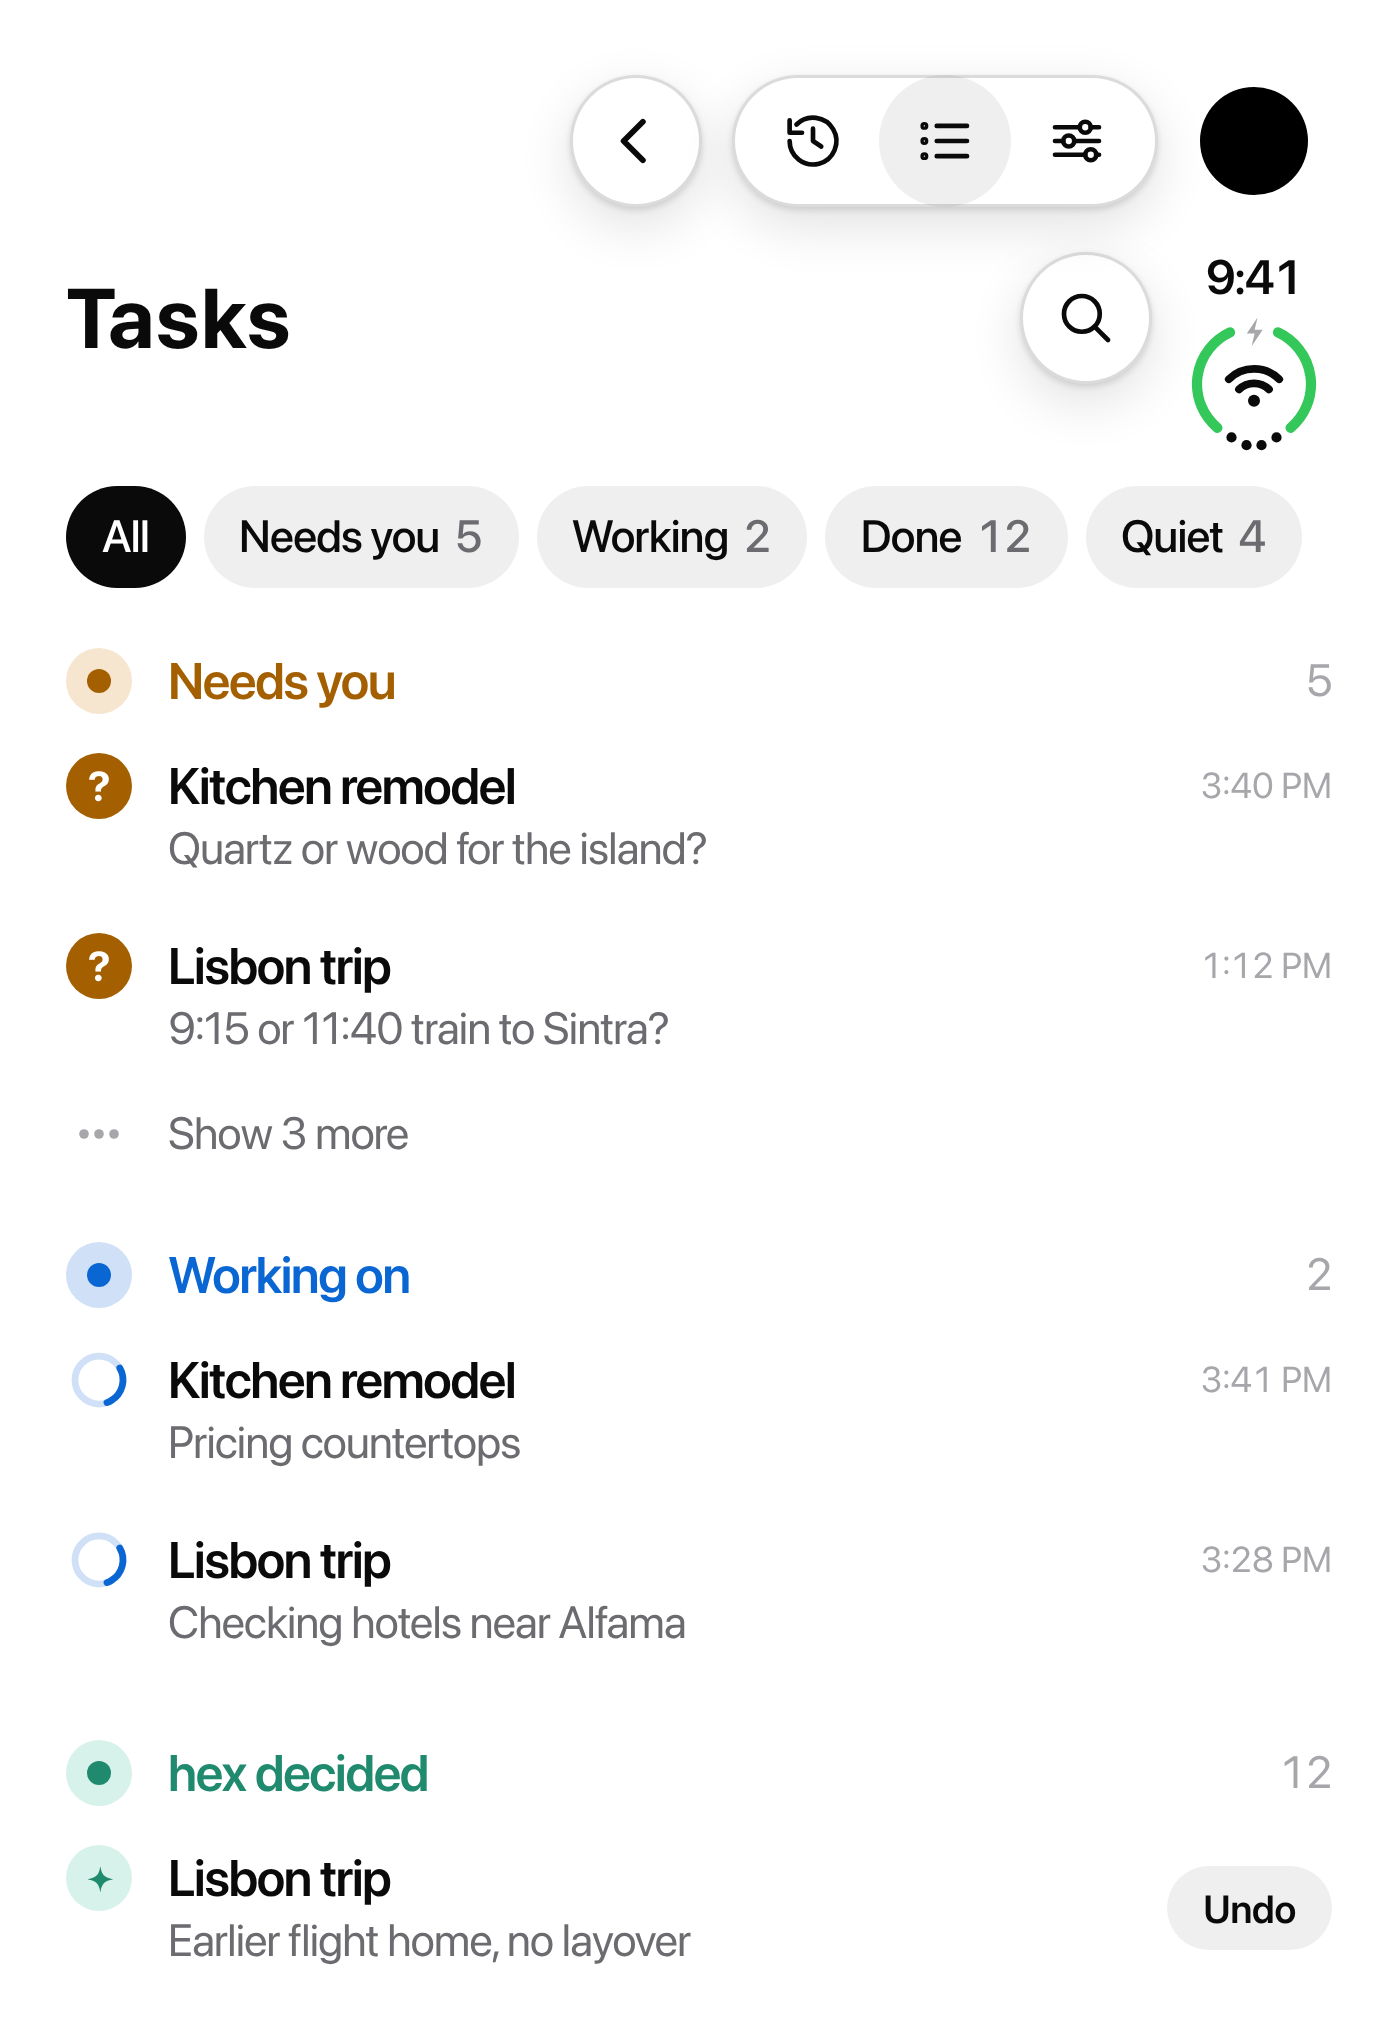 9:41
Tasks
All
Needs you 5
Working 2
Done 12
Quiet 4
Needs you 5
? Kitchen remodel 3:40 PM
Quartz or wood for the island?
? Lisbon trip 1:12 PM
9:15 or 11:40 train to Sintra?
Show 3 more
Working on 2
Kitchen remodel 3:41 PM
Pricing countertops
Lisbon trip 3:28 PM
Checking hotels near Alfama
hex decided 12
Lisbon trip
Earlier flight home, no layover
Undo